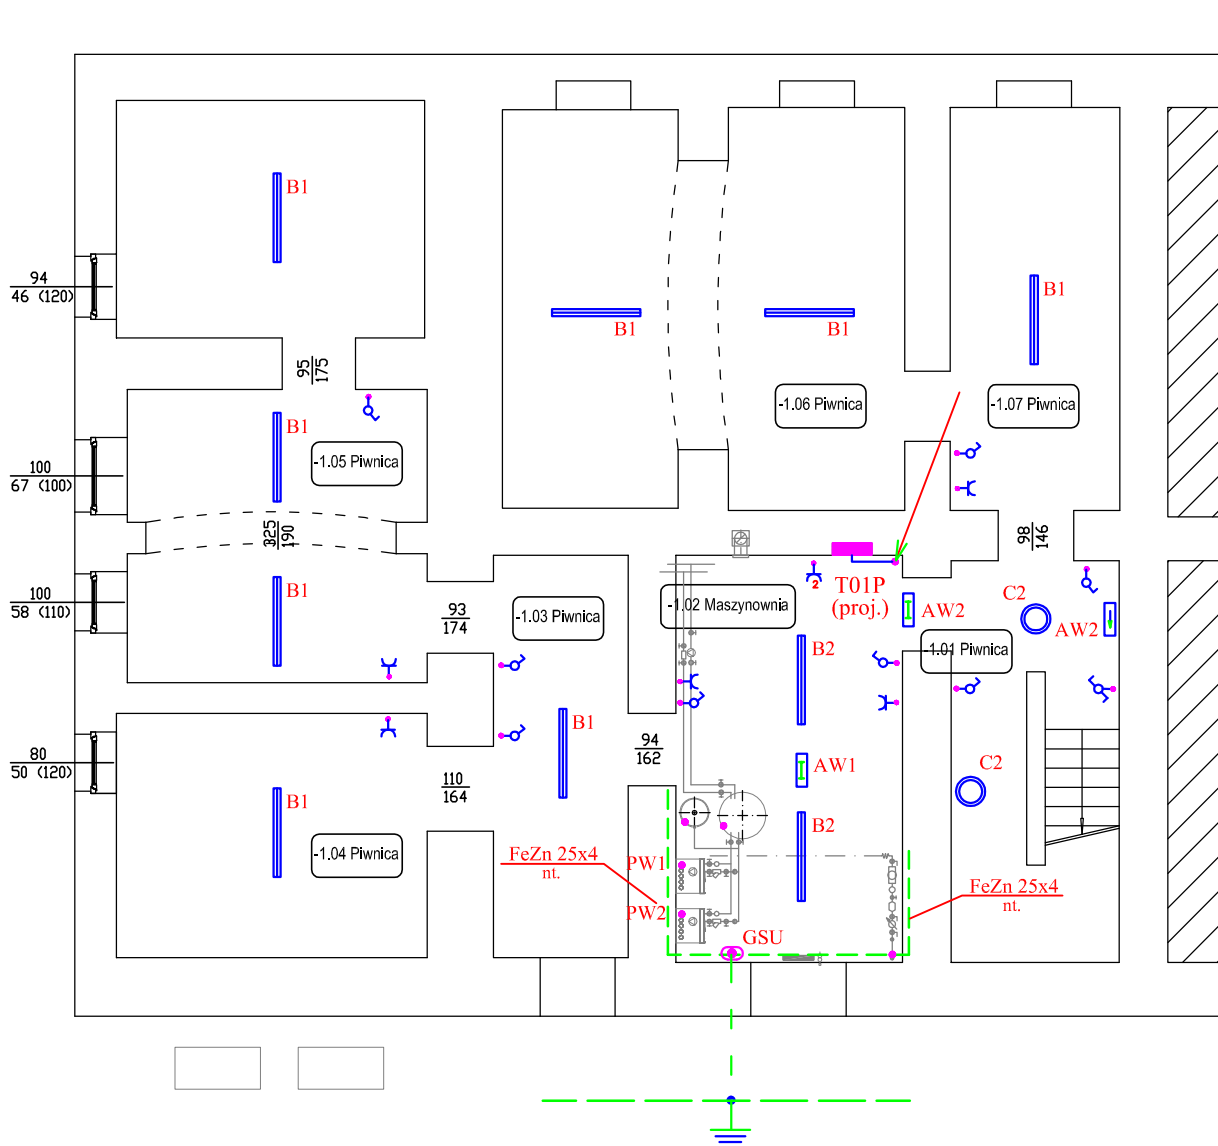 B1
94
46 (120)
B1
B1
B1
95
175
-1.06 Piwnica
-1.07 Piwnica
B1
-1.05 Piwnica
100
67 (100)
325
190
98
146
B1
2
T01P
(proj.)
100
58 (110)
93
174
-1.03 Piwnica
-1.02 Maszynownia
AW2
C2
AW2
B2
-1.01 Piwnica
B1
94
162
80
50 (120)
110
164
AW1
C2
B1
B2
-1.04 Piwnica
FeZn 25x4
nt.
PW1
PW2
FeZn 25x4
nt.
GSU